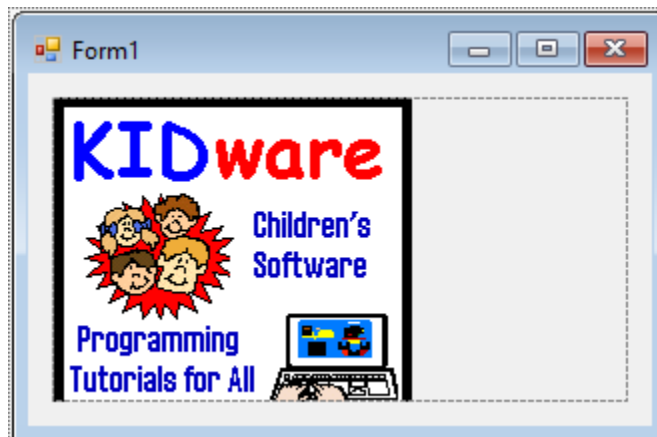 Form1
KIDware
Children's
Software
Programming
Tutorials for All